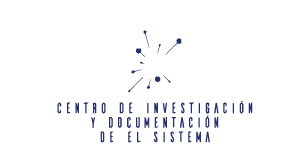 CENTRO DE INVESTIGACIÓN
Y DOCUMENTACIÓN
DE EL SISTEMA